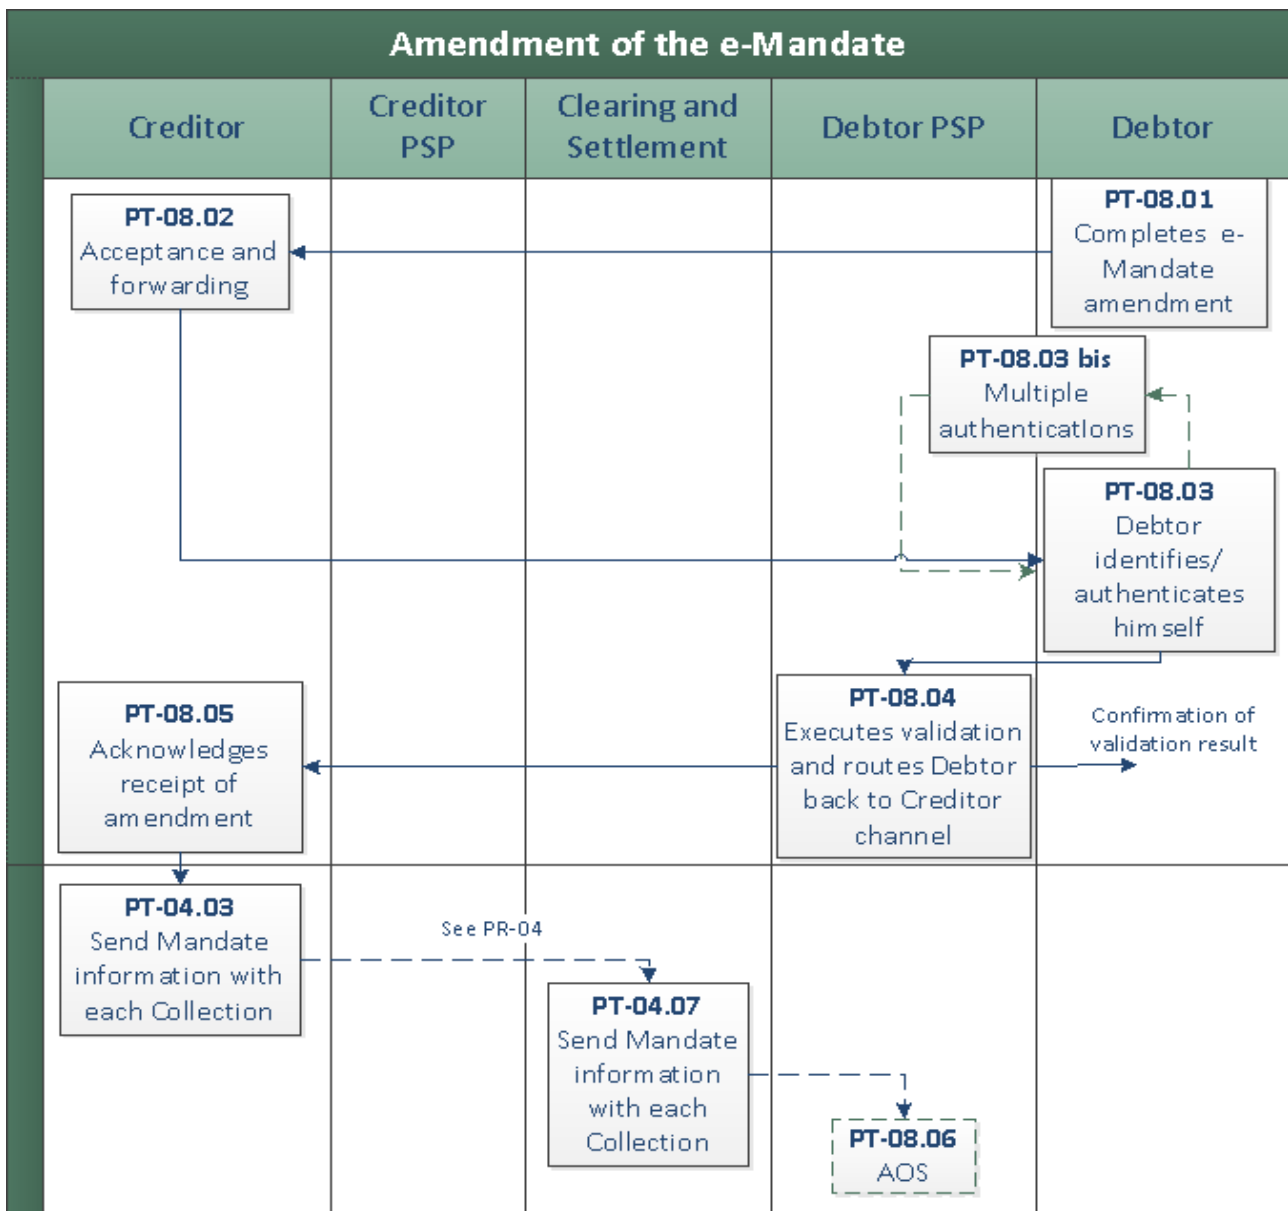 Amendment of the e-Mandate
Creditor
Creditor
PSP
Clearing and
Settlement
Debtor PSP
Debtor
PT-08.01
Completes e-
Mandate
amendment
PT-08.02
Acceptance and
forwarding
PT-08.03 bis
Multiple
authentications
PT-08.03
Debtor
identifies/
authenticates
himself
PT-08.04
Executes validation
and routes Debtor
back to Creditor
channel
Confirmation of
validation result
PT-08.05
Acknowledges
receipt of
amendment
PT-04.03
Send Mandate
information with
each Collection
See PR-04
PT-04.07
Send Mandate
information
with each
Collection
PT-08.06
AOS